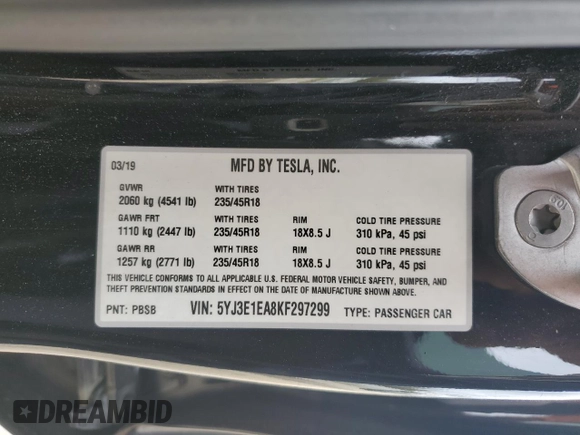 03/19 MFD BY TESLA, INC.
GVWR WITH TIRES
2060 kg (4541 lb) 235/45R18
GAWR FRT WITH TIRES RIM COLD TIRE PRESSURE
1110 kg (2447 lb) 235/45R18 18X8.5 J 310 kPa, 45 psi
GAWR RR WITH TIRES RIM COLD TIRE PRESSURE
1257 kg (2771 lb) 235/45R18 18X8.5 J 310 kPa, 45 psi
THIS VEHICLE CONFORMS TO ALL APPLICABLE U.S. FEDERAL MOTOR VEHICLE SAFETY, BUMPER, AND
THEFT PREVENTION STANDARDS IN EFFECT ON THE DATE OF MANUFACTURE SHOWN ABOVE.
PNT: PBSB VIN: 5YJ3E1EA8KF297299 TYPE: PASSENGER CAR
DREAMBID